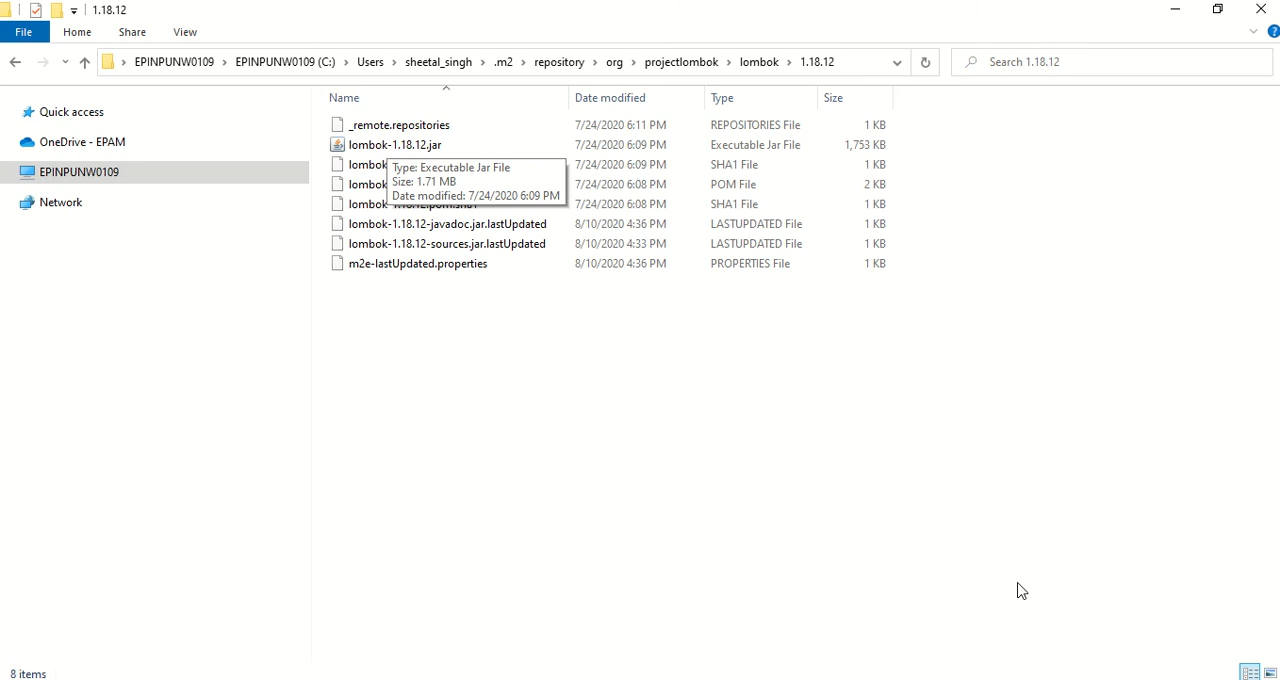 1.18.12
File Home Share View
EPINPUNW0109 › EPINPUNW0109 (C:) › Users › sheetal_singh › .m2 › repository › org › projectlombok › lombok › 1.18.12
Search 1.18.12
Quick access
OneDrive - EPAM
EPINPUNW0109
Network
Name Date modified Type Size
_remote.repositories 7/24/2020 6:11 PM REPOSITORIES File 1 KB
lombok-1.18.12.jar 7/24/2020 6:09 PM Executable Jar File 1,753 KB
lombok 7/24/2020 6:09 PM SHA1 File 1 KB
lombok 7/24/2020 6:08 PM POM File 2 KB
lombok 7/24/2020 6:08 PM SHA1 File 1 KB
lombok-1.18.12-javadoc.jar.lastUpdated 8/10/2020 4:36 PM LASTUPDATED File 1 KB
lombok-1.18.12-sources.jar.lastUpdated 8/10/2020 4:33 PM LASTUPDATED File 1 KB
m2e-lastUpdated.properties 8/10/2020 4:36 PM PROPERTIES File 1 KB
Type: Executable Jar File
Size: 1.71 MB
Date modified: 7/24/2020 6:09 PM
8 items